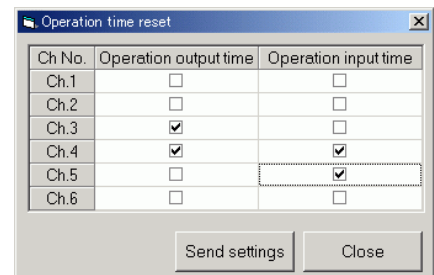 Operation time reset
Ch No. Operation output time Operation input time
Ch.1
Ch.2
Ch.3
Ch.4
Ch.5
Ch.6
Send settings Close